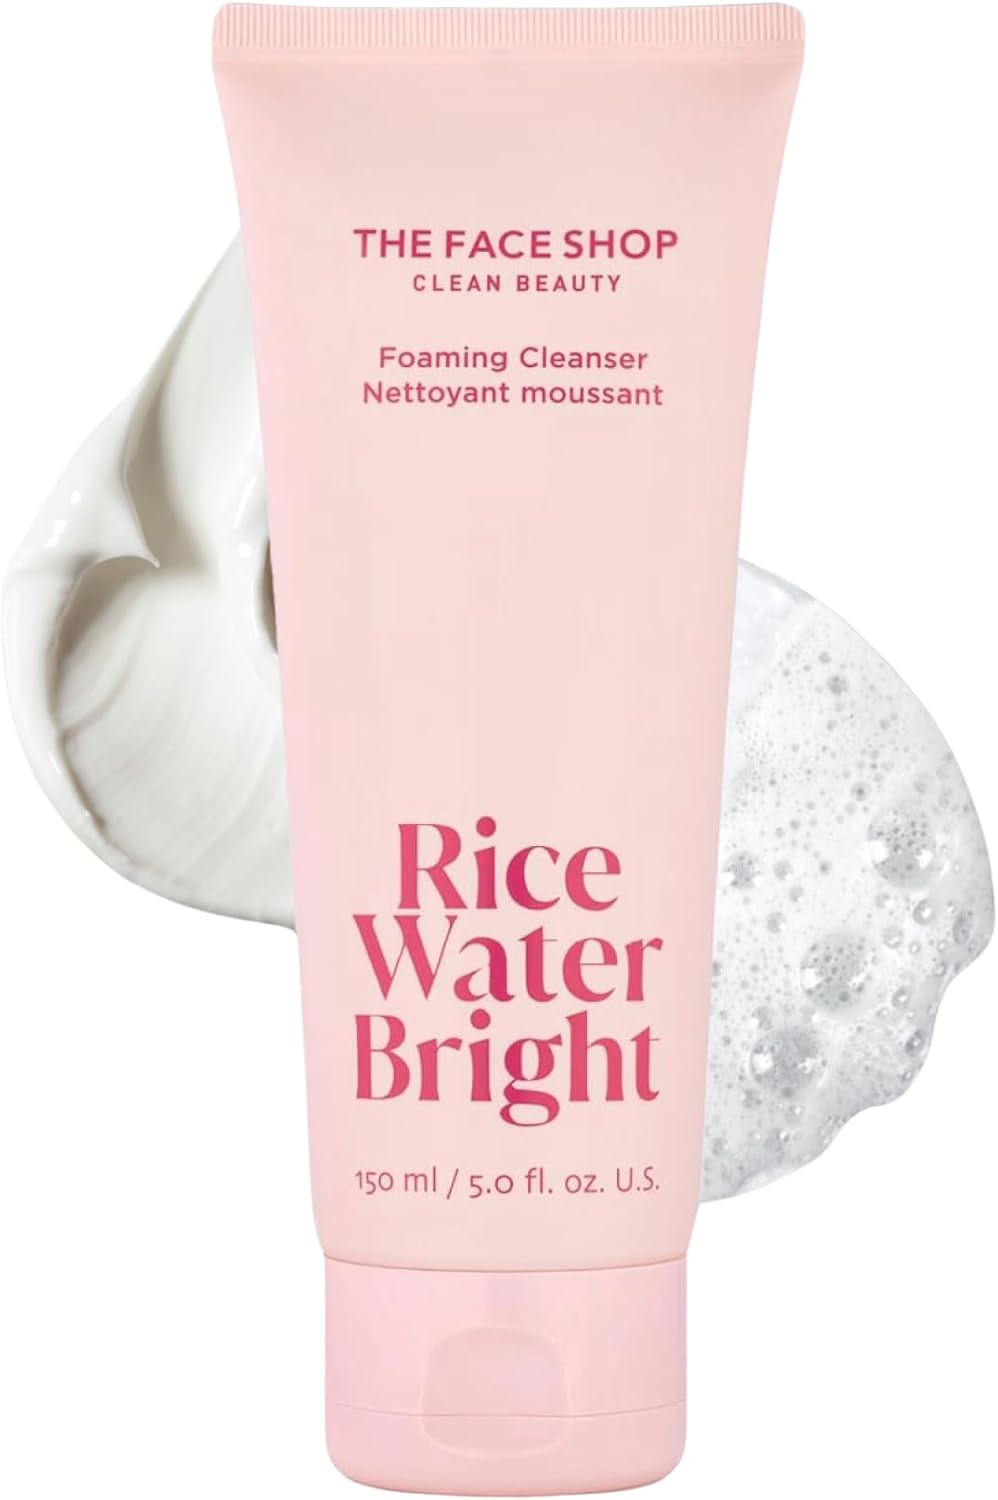 THE FACE SHOP
CLEAN BEAUTY
Foaming Cleanser
Nettoyant moussant
Rice
Water
Bright
150 ml / 5.0 fl. oz. U.S.